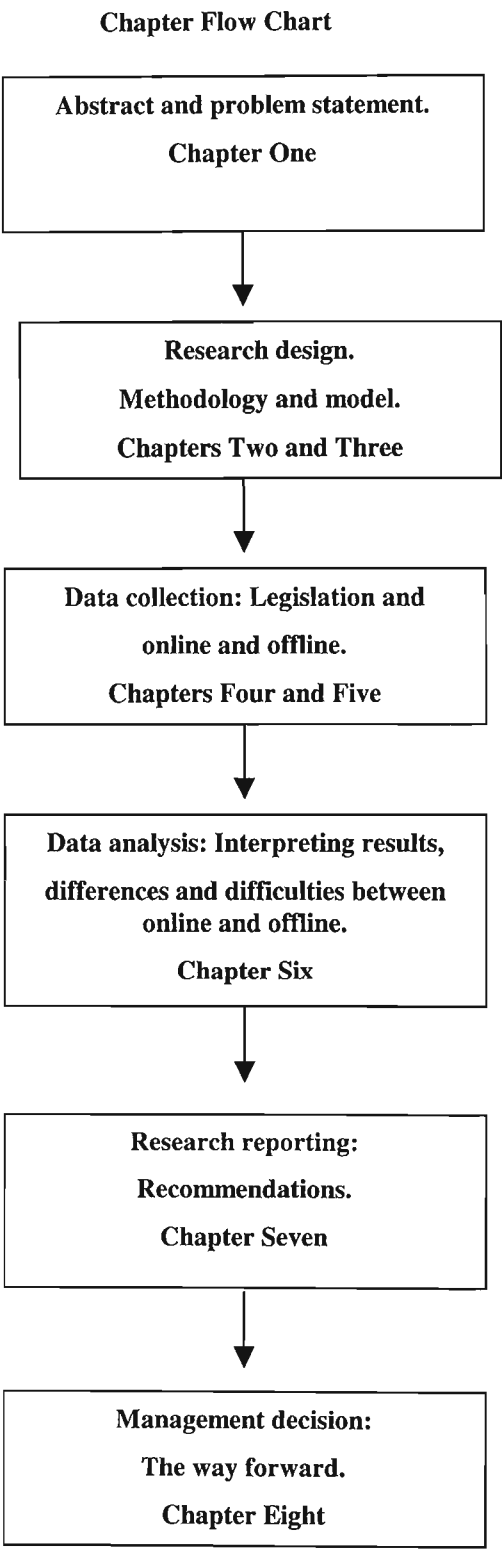 Chapter Flow Chart
Abstract and problem statement.
Chapter One
Research design.
Methodology and model.
Chapters Two and Three
Data collection: Legislation and
online and offline.
Chapters Four and Five
Data analysis: Interpreting results,
differences and difficulties between
online and offline.
Chapter Six
Research reporting:
Recommendations.
Chapter Seven
Management decision:
The way forward.
Chapter Eight